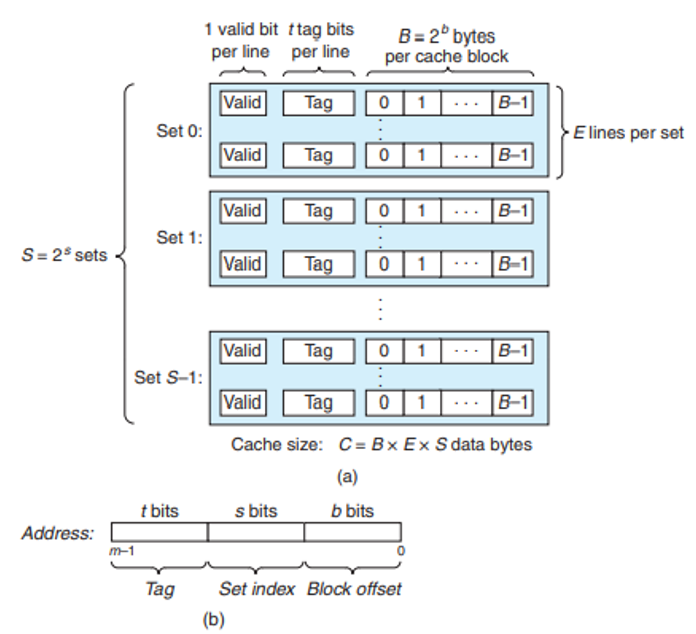 1 valid bit t tag bits B = 2^b bytes
per line per line per cache block
Valid Tag 0 1 · · · B–1
Set 0: E lines per set
Valid Tag 0 1 · · · B–1
Valid Tag 0 1 · · · B–1
Set 1:
S = 2^s sets
Valid Tag 0 1 · · · B–1
Valid Tag 0 1 · · · B–1
Set S–1:
Valid Tag 0 1 · · · B–1
Cache size: C = B × E × S data bytes
(a)
t bits s bits b bits
Address:
m–1 0
Tag Set index Block offset
(b)